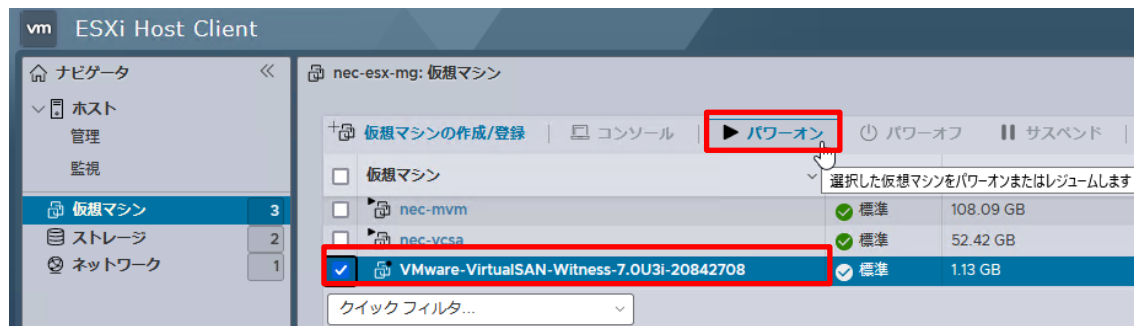 vm ESXi Host Client
ナビゲータ
ホスト
管理
監視
仮想マシン 3
ストレージ 2
ネットワーク 1
nec-esx-mg: 仮想マシン
仮想マシンの作成/登録 | コンソール | パワーオン パワーオフ サスペンド |
仮想マシン
選択した仮想マシンをパワーオンまたはレジュームします
nec-mvm 標準 108.09 GB
nec-vcsa 標準 52.42 GB
VMware-VirtualSAN-Witness-7.0U3i-20842708 標準 1.13 GB
クイック フィルタ...